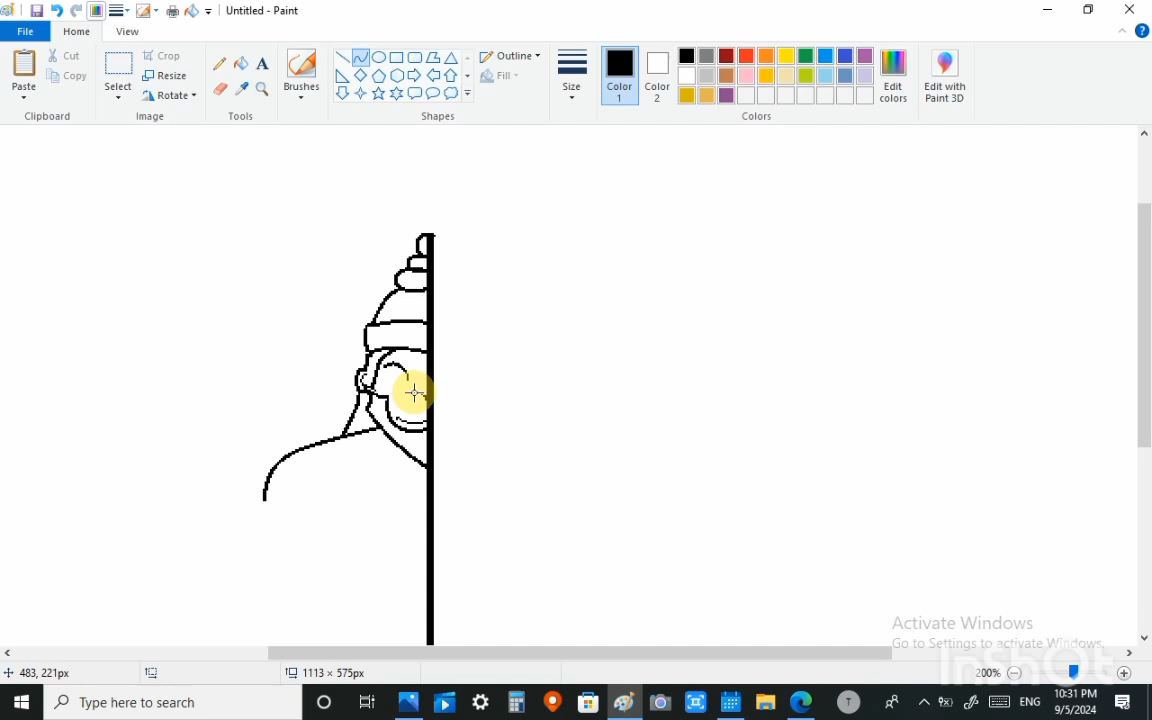 Untitled - Paint
File
Home
View
Paste
Cut
Copy
Clipboard
Select
Crop
Resize
Rotate
Image
Tools
Brushes
Outline
Fill
Shapes
Size
Color
1
Color
2
Edit
colors
Colors
Edit with
Paint 3D
Activate Windows
Go to Settings to activate Windows.
InShOt
483, 221px
1113 × 575px
200%
Type here to search
T
ENG
10:31 PM
9/5/2024